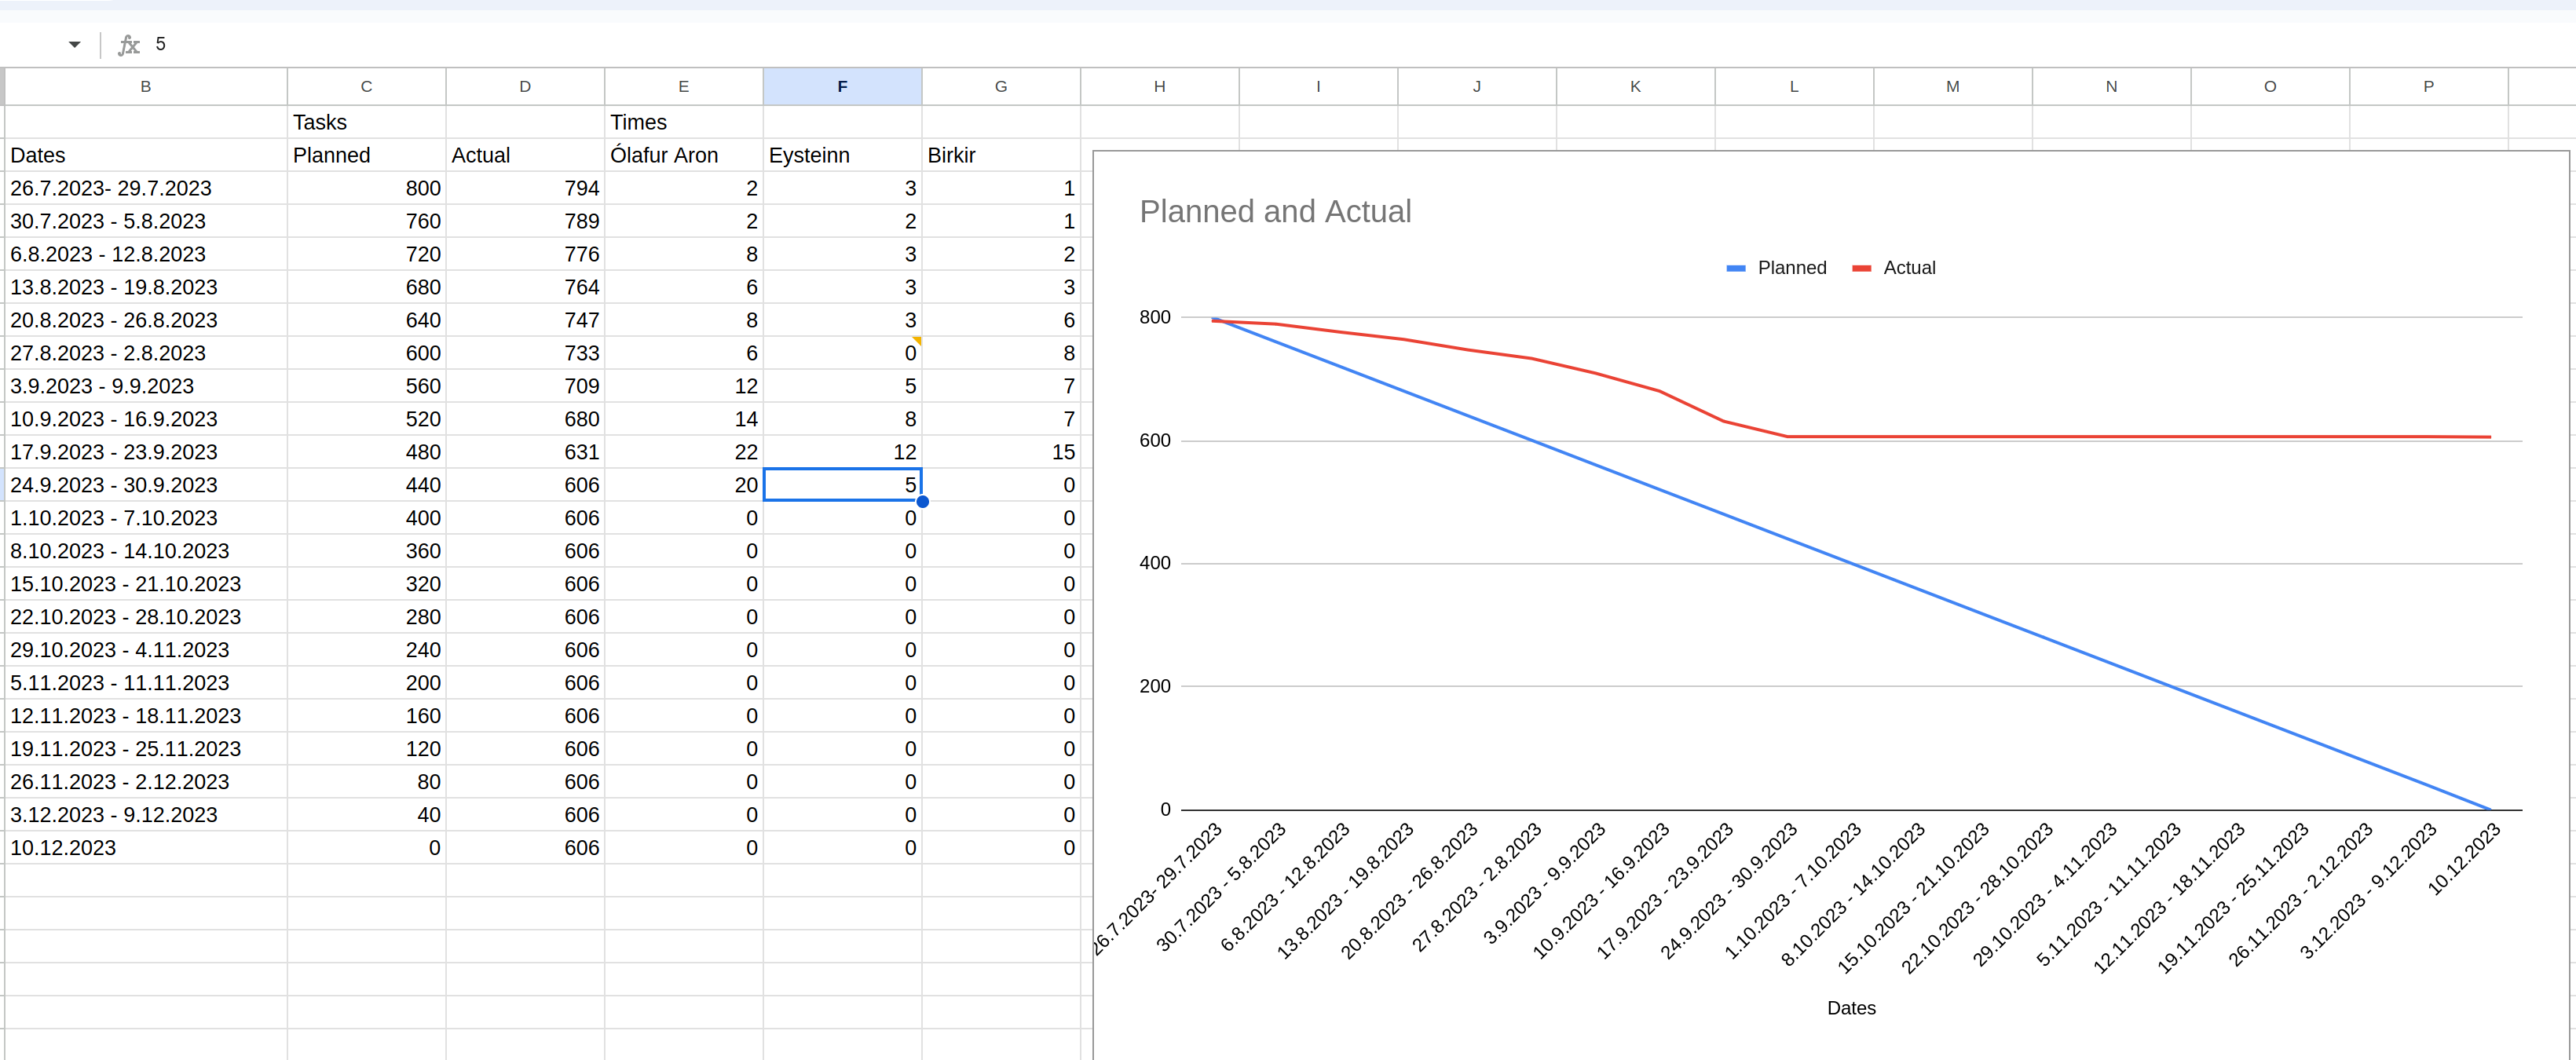 5
B C D E F G H I J K L M N O P
Tasks Times
Dates Planned Actual Ólafur Aron Eysteinn Birkir
26.7.2023- 29.7.2023 800 794 2 3 1
30.7.2023 - 5.8.2023 760 789 2 2 1
6.8.2023 - 12.8.2023 720 776 8 3 2
13.8.2023 - 19.8.2023 680 764 6 3 3
20.8.2023 - 26.8.2023 640 747 8 3 6
27.8.2023 - 2.8.2023 600 733 6 0 8
3.9.2023 - 9.9.2023 560 709 12 5 7
10.9.2023 - 16.9.2023 520 680 14 8 7
17.9.2023 - 23.9.2023 480 631 22 12 15
24.9.2023 - 30.9.2023 440 606 20 5 0
1.10.2023 - 7.10.2023 400 606 0 0 0
8.10.2023 - 14.10.2023 360 606 0 0 0
15.10.2023 - 21.10.2023 320 606 0 0 0
22.10.2023 - 28.10.2023 280 606 0 0 0
29.10.2023 - 4.11.2023 240 606 0 0 0
5.11.2023 - 11.11.2023 200 606 0 0 0
12.11.2023 - 18.11.2023 160 606 0 0 0
19.11.2023 - 25.11.2023 120 606 0 0 0
26.11.2023 - 2.12.2023 80 606 0 0 0
3.12.2023 - 9.12.2023 40 606 0 0 0
10.12.2023 0 606 0 0 0
Planned and Actual
Planned Actual
800
600
400
200
0
26.7.2023- 29.7.2023
30.7.2023 - 5.8.2023
6.8.2023 - 12.8.2023
13.8.2023 - 19.8.2023
20.8.2023 - 26.8.2023
27.8.2023 - 2.8.2023
3.9.2023 - 9.9.2023
10.9.2023 - 16.9.2023
17.9.2023 - 23.9.2023
24.9.2023 - 30.9.2023
1.10.2023 - 7.10.2023
8.10.2023 - 14.10.2023
15.10.2023 - 21.10.2023
22.10.2023 - 28.10.2023
29.10.2023 - 4.11.2023
5.11.2023 - 11.11.2023
12.11.2023 - 18.11.2023
19.11.2023 - 25.11.2023
26.11.2023 - 2.12.2023
3.12.2023 - 9.12.2023
10.12.2023
Dates